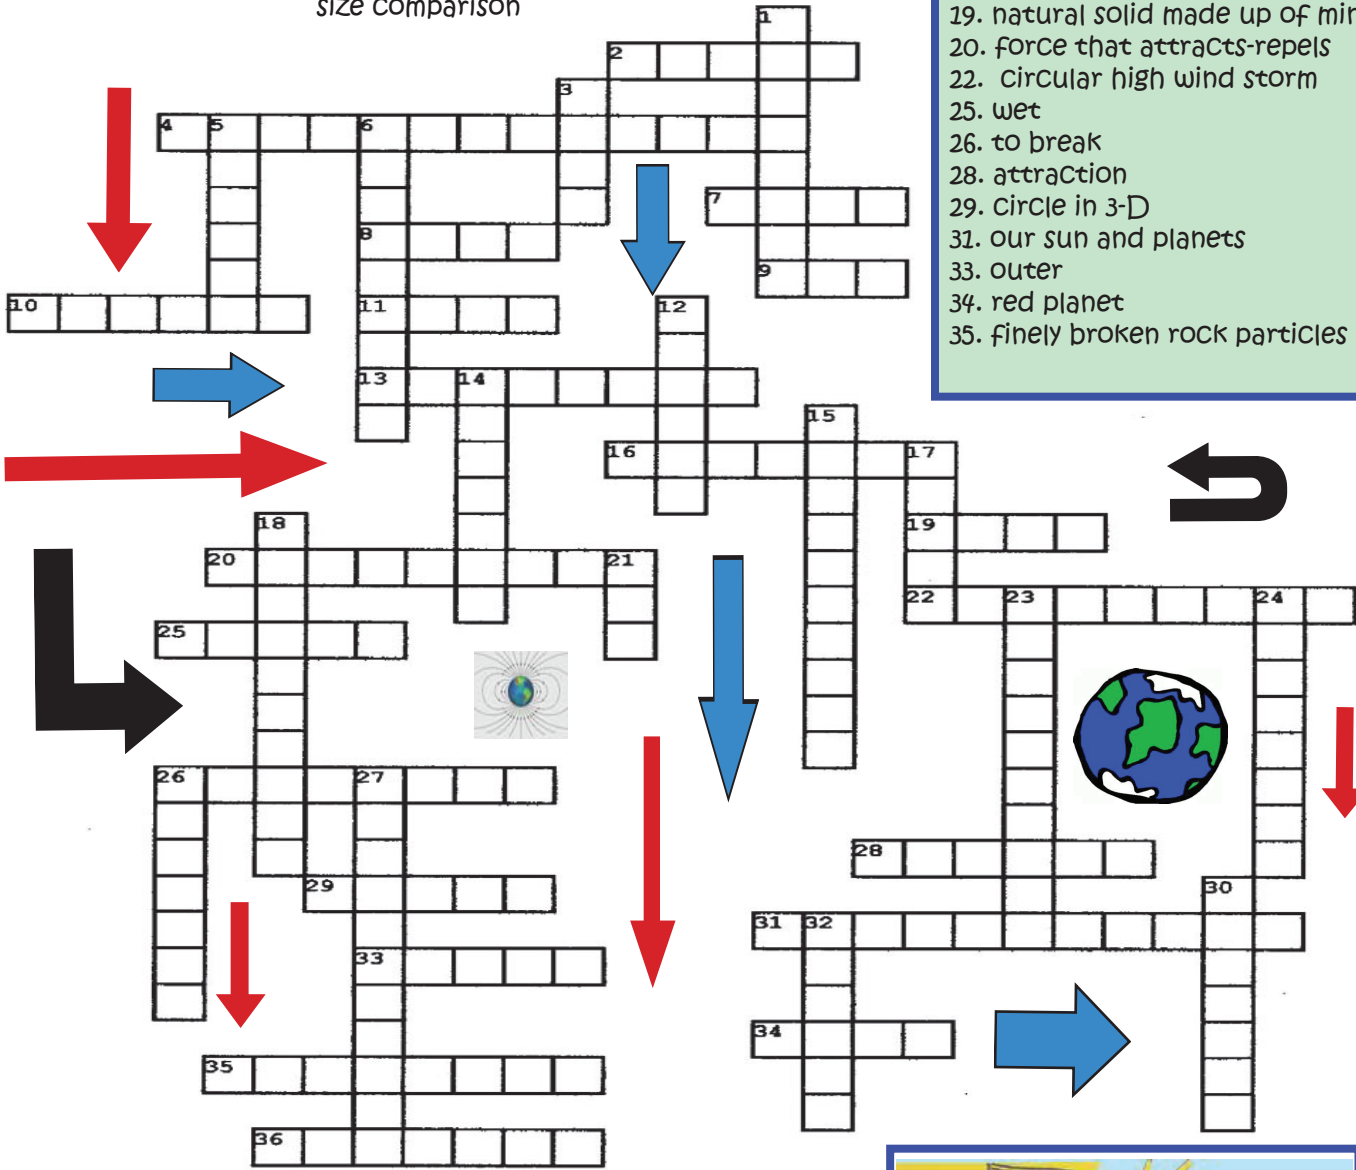 size comparison
19. natural solid made up of min
20. force that attracts-repels
22. circular high wind storm
25. wet
26. to break
28. attraction
29. circle in 3-D
31. our sun and planets
33. outer
34. red planet
35. finely broken rock particles
1
2
3
4 5 6
7
8
9
10 11 12
13 14
15
16 17
18 19
20 21
22 23 24
25
26 27
28
29 30
31 32
33
34
35
36